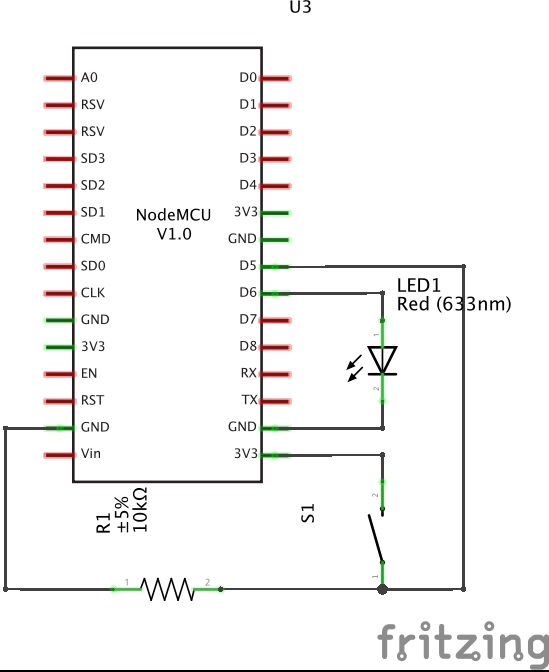 U3
A0
RSV
RSV
SD3
SD2
SD1
CMD
SD0
CLK
GND
3V3
EN
RST
GND
Vin
NodeMCU
V1.0
D0
D1
D2
D3
D4
3V3
GND
D5
D6
D7
D8
RX
TX
GND
3V3
LED1
Red (633nm)
1
2
R1
±5%
10kΩ
S1
2
1
1
2
fritzing